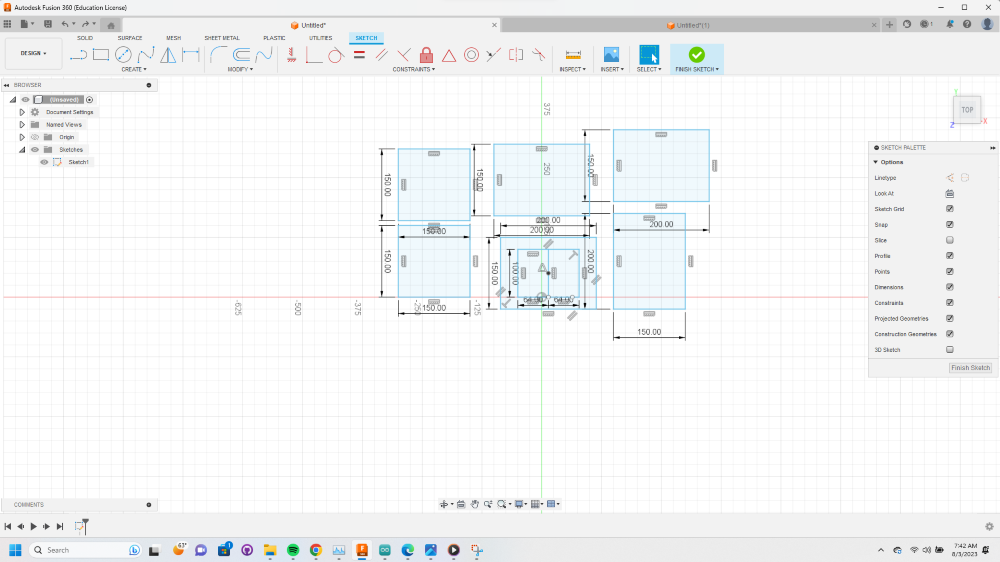 Autodesk Fusion 360 (Education License)
Untitled*
Untitled*(1)
1
DESIGN
SOLID SURFACE MESH SHEET METAL PLASTIC UTILITIES SKETCH
CREATE MODIFY CONSTRAINTS INSPECT INSERT SELECT FINISH SKETCH
BROWSER
(Unsaved)
Document Settings
Named Views
Origin
Sketches
Sketch1
TOP
Y
X
Z
SKETCH PALETTE
Options
Linetype
Look At
Sketch Grid
Snap
Slice
Profile
Points
Dimensions
Constraints
Projected Geometries
Construction Geometries
3D Sketch
Finish Sketch
375
250
150.00
150.00
150.00
150.00
200.00
200.00
200.00
150.00
150.00
100.00
200.00
64.00
64.00
150.00
150.00
-625
-500
-375
-250
-125
COMMENTS
Search
63°
1
7:42 AM
8/3/2023